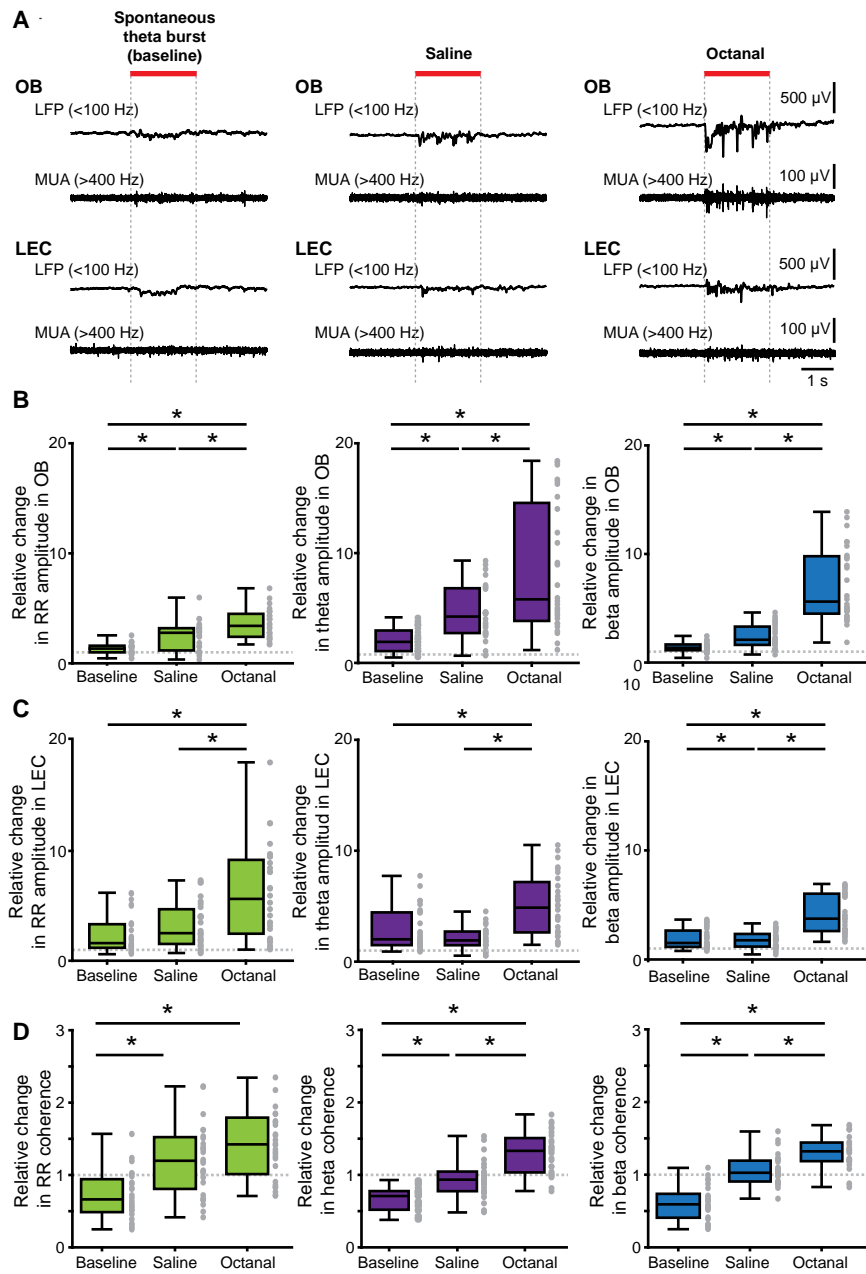 A
Spontaneous
theta burst
(baseline)
Saline
Octanal
OB
OB
OB
LFP (<100 Hz)
LFP (<100 Hz)
LFP (<100 Hz)
500 µV
MUA (>400 Hz)
MUA (>400 Hz)
MUA (>400 Hz)
100 µV
LEC
LEC
LEC
LFP (<100 Hz)
LFP (<100 Hz)
LFP (<100 Hz)
500 µV
MUA (>400 Hz)
MUA (>400 Hz)
MUA (>400 Hz)
100 µV
1 s
B
Relative change
in RR amplitude in OB
20
10
0
* * *
Baseline Saline Octanal
Relative change
in theta amplitude in OB
20
10
0
* * *
Baseline Saline Octanal
Relative change in
beta amplitude in OB
20
10
0
10
* * *
Baseline Saline Octanal
C
Relative change
in RR amplitude in LEC
20
10
0
* *
Baseline Saline Octanal
Relative change
in theta amplitud in LEC
20
10
0
* *
Baseline Saline Octanal
Relative change in
beta amplitude in LEC
20
10
0
* * *
Baseline Saline Octanal
D
Relative change
in RR coherence
3
2
1
0
* *
Baseline Saline Octanal
Relative change
in heta coherence
3
2
1
0
* * *
Baseline Saline Octanal
Relative change
in beta coherence
3
2
1
0
* * *
Baseline Saline Octanal